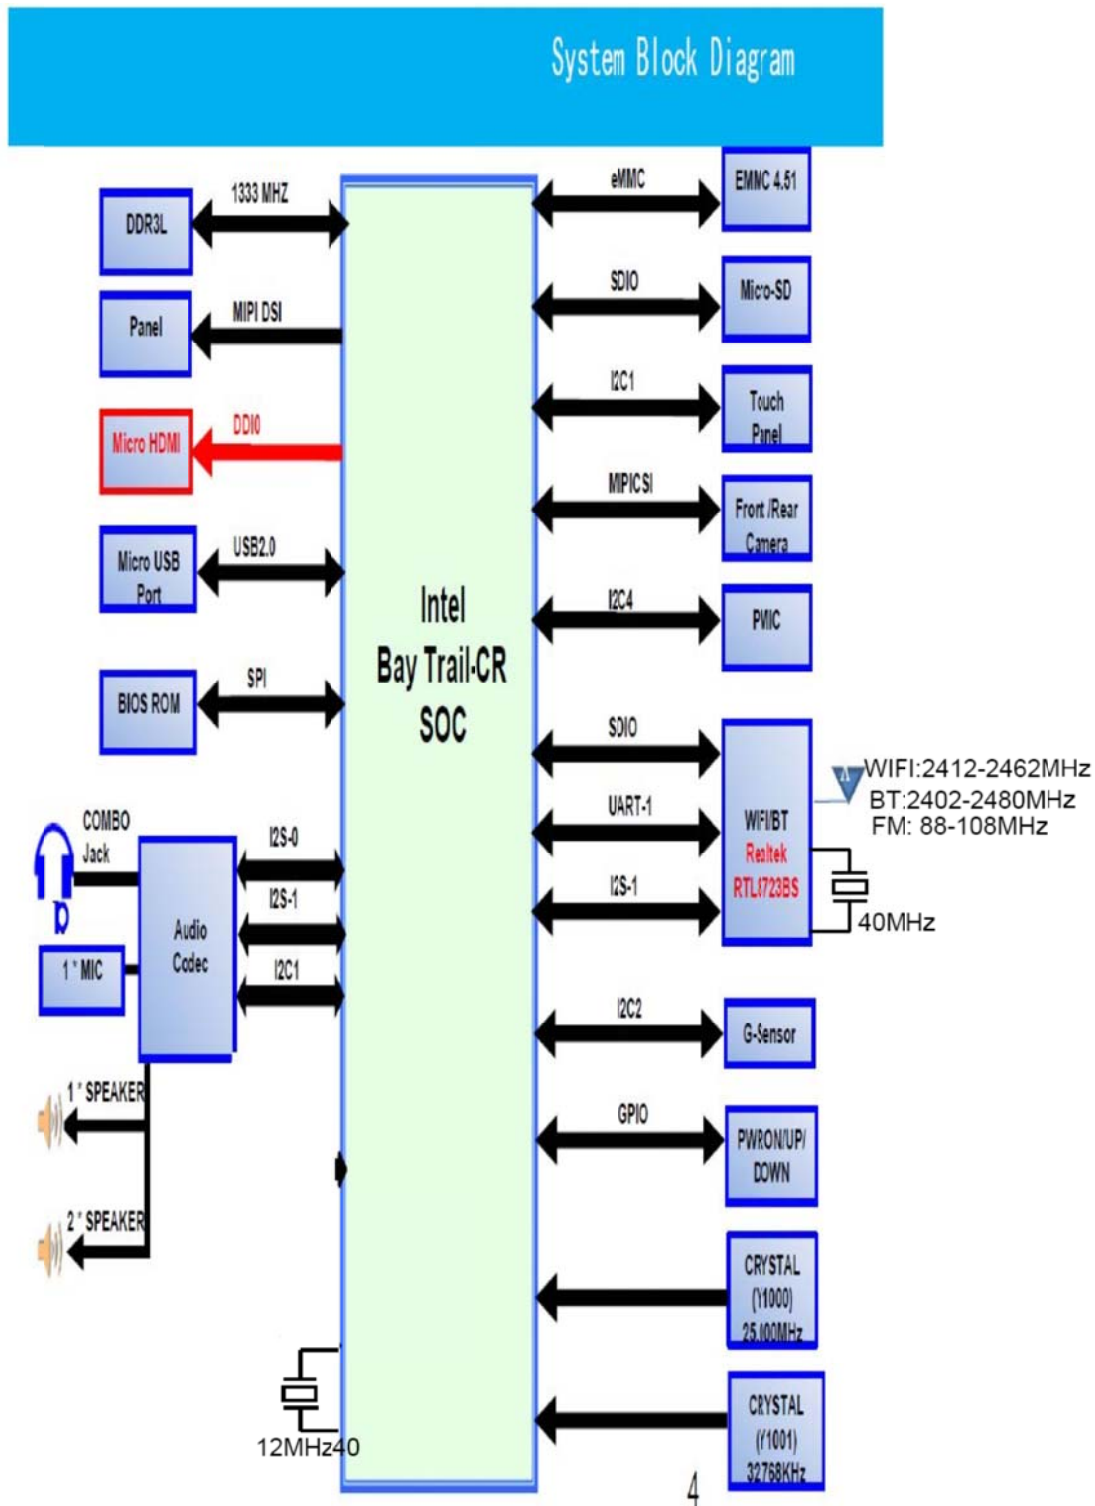 System Block Diagram
1333 MHZ
DDR3L
MIPI DSI
Panel
DDI0
Micro HDMI
USB2.0
Micro USB
Port
SPI
BIOS ROM
COMBO
Jack
I2S-0
I2S-1
I2C1
Audio
Codec
1 * MIC
1 * SPEAKER
2 * SPEAKER
12MHz40
Intel
Bay Trail-CR
SOC
eMMC
EMMC 4.51
SDIO
Micro-SD
I2C1
Touch
Panel
MIPICSI
Front /Rear
Camera
I2C4
PMIC
SDIO
UART-1
I2S-1
WIFI/BT
Realtek
RTL8723BS
WIFI:2412-2462MHz
BT:2402-2480MHz
FM: 88-108MHz
40MHz
I2C2
G-Sensor
GPIO
PWRON/UP/
DOWN
CRYSTAL
(Y1000)
25.000MHz
CRYSTAL
(Y1001)
32768KHz
4